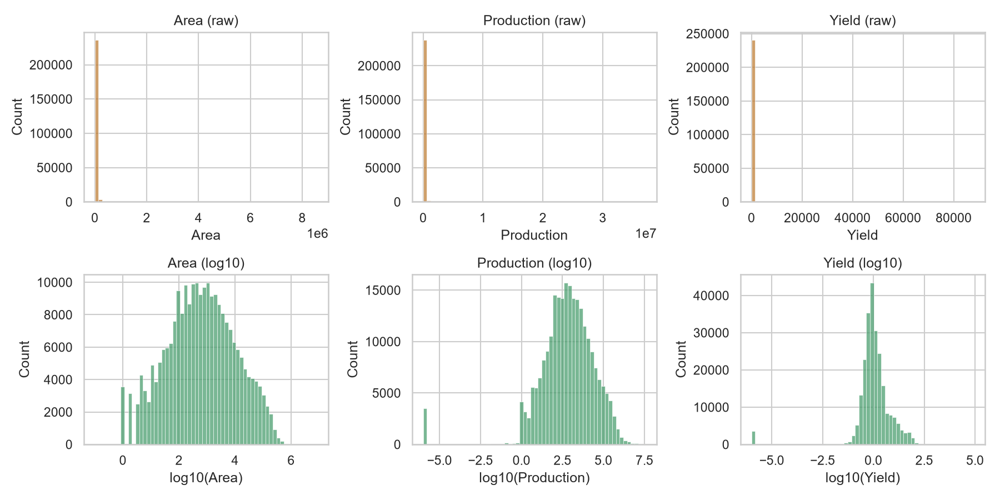 Area (raw)
Count
200000
150000
100000
50000
0
0 2 4 6 8
1e6
Area
Production (raw)
Count
200000
150000
100000
50000
0
0 1 2 3
1e7
Production
Yield (raw)
Count
250000
200000
150000
100000
50000
0
0 20000 40000 60000 80000
Yield
Area (log10)
Count
10000
8000
6000
4000
2000
0
0 2 4 6
log10(Area)
Production (log10)
Count
15000
10000
5000
0
−5.0 −2.5 0.0 2.5 5.0 7.5
log10(Production)
Yield (log10)
Count
40000
30000
20000
10000
0
−5.0 −2.5 0.0 2.5 5.0
log10(Yield)